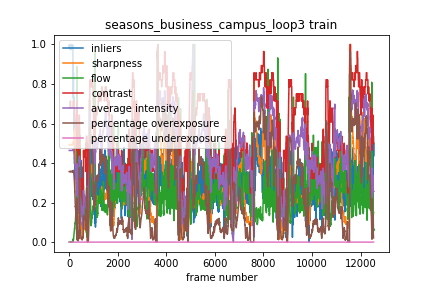 seasons_business_campus_loop3 train
1.0
0.8
0.6
0.4
0.2
0.0
inliers
sharpness
flow
contrast
average intensity
percentage overexposure
percentage underexposure
0 2000 4000 6000 8000 10000 12000
frame number